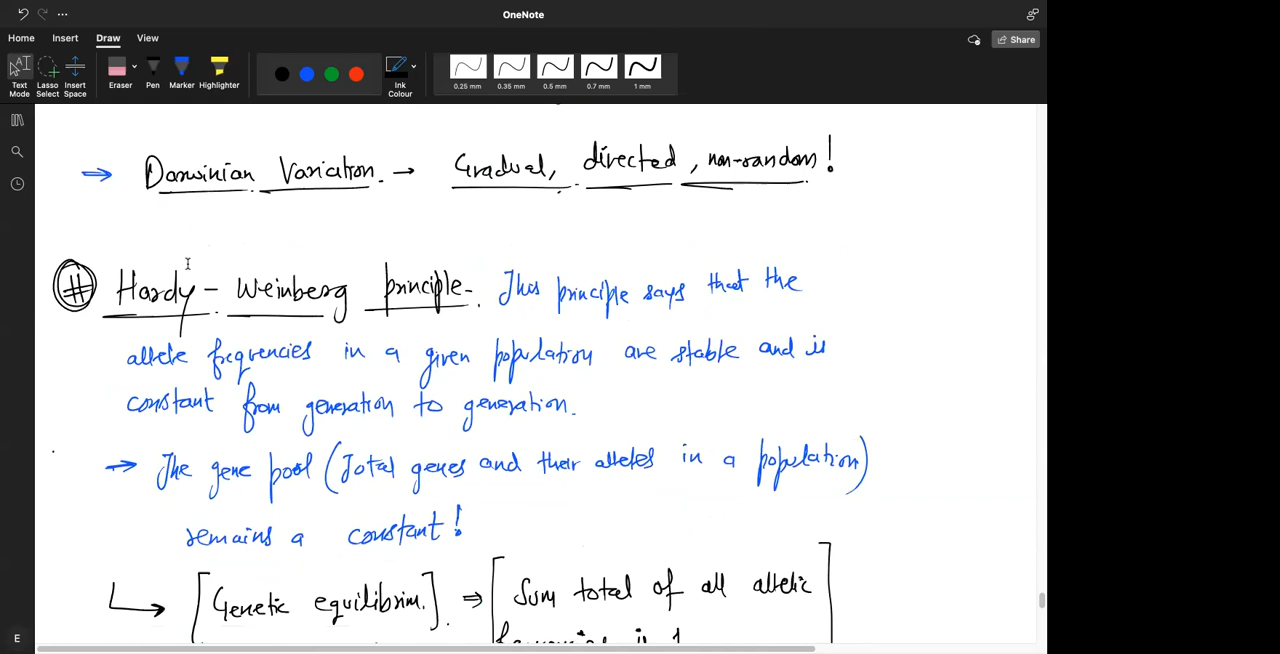 OneNote
Home Insert Draw View
Share
Text Mode
Lasso Select
Insert Space
Eraser
Pen
Marker
Highlighter
Ink Colour
0.25 mm
0.35 mm
0.5 mm
0.7 mm
1 mm
⇒ Darwinian Variation. → Gradual, directed, non-random!
# Hardy - Weinberg principle. This principle says that the
allele frequencies in a given population are stable and is
constant from generation to generation.
→ The gene pool (Total genes and their alleles in a population)
remains a constant!
↳ [Genetic equilibrim.] ⇒ [Sum total of all allelic
is 1
E